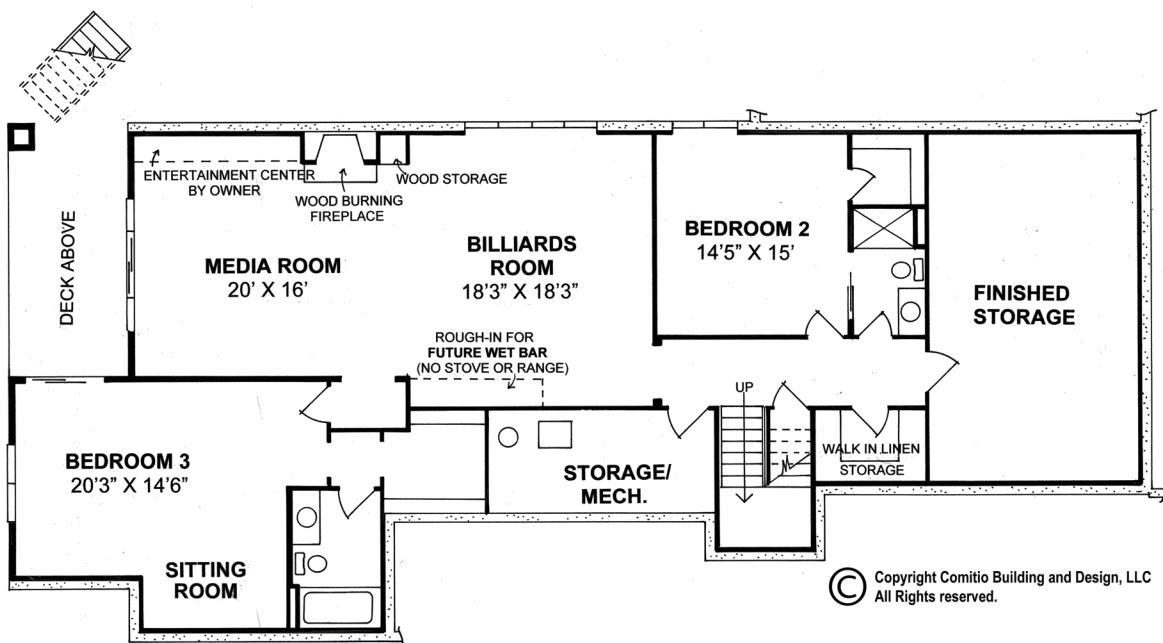 ENTERTAINMENT CENTER
BY OWNER
WOOD BURNING
FIREPLACE
WOOD STORAGE
DECK ABOVE
MEDIA ROOM
20' X 16'
BILLIARDS
ROOM
18'3" X 18'3"
BEDROOM 2
14'5" X 15'
FINISHED
STORAGE
ROUGH-IN FOR
FUTURE WET BAR
(NO STOVE OR RANGE)
UP
BEDROOM 3
20'3" X 14'6"
STORAGE/
MECH.
WALK IN LINEN
STORAGE
SITTING
ROOM
© Copyright Comitio Building and Design, LLC
All Rights reserved.